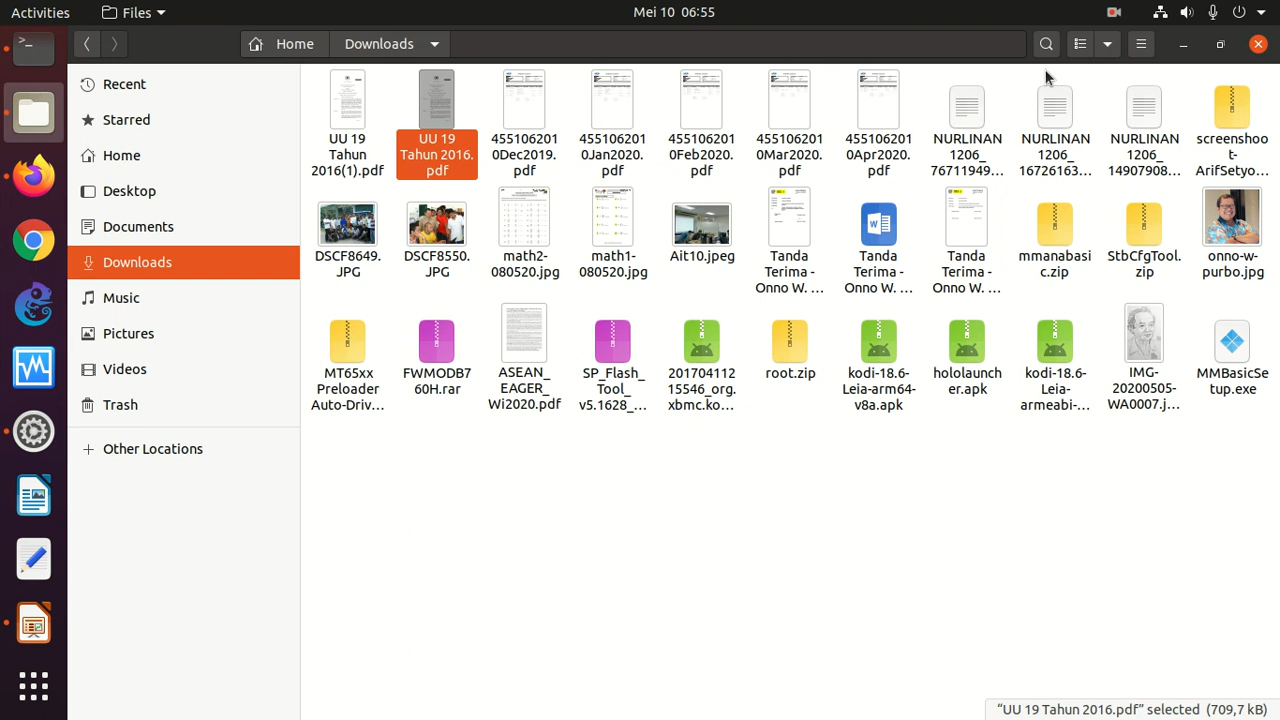 Activities
Files
Mei 10 06:55
Home
Downloads
Recent
Starred
Home
Desktop
Documents
Downloads
Music
Pictures
Videos
Trash
Other Locations
UU 19
Tahun
2016(1).pdf
UU 19
Tahun 2016.
pdf
455106201
0Dec2019.
pdf
455106201
0Jan2020.
pdf
455106201
0Feb2020.
pdf
455106201
0Mar2020.
pdf
455106201
0Apr2020.
pdf
NURLINAN
1206_
76711949...
NURLINAN
1206_
16726163...
NURLINAN
1206_
14907908...
screenshoo
t-
ArifSetyo...
DSCF8649.
JPG
DSCF8550.
JPG
math2-
080520.jpg
math1-
080520.jpg
Ait10.jpeg
Tanda
Terima -
Onno W. ...
Tanda
Terima -
Onno W. ...
Tanda
Terima -
Onno W. ...
mmanabasi
c.zip
StbCfgTool.
zip
onno-w-
purbo.jpg
MT65xx
Preloader
Auto-Driv...
FWMODB7
60H.rar
ASEAN_
EAGER_
Wi2020.pdf
SP_Flash_
Tool_
v5.1628_...
201704112
15546_org.
xbmc.ko...
root.zip
kodi-18.6-
Leia-arm64-
v8a.apk
hololaunch
er.apk
kodi-18.6-
Leia-
armeabi-...
IMG-
20200505-
WA0007.j...
MMBasicSe
tup.exe
“UU 19 Tahun 2016.pdf” selected (709,7 kB)